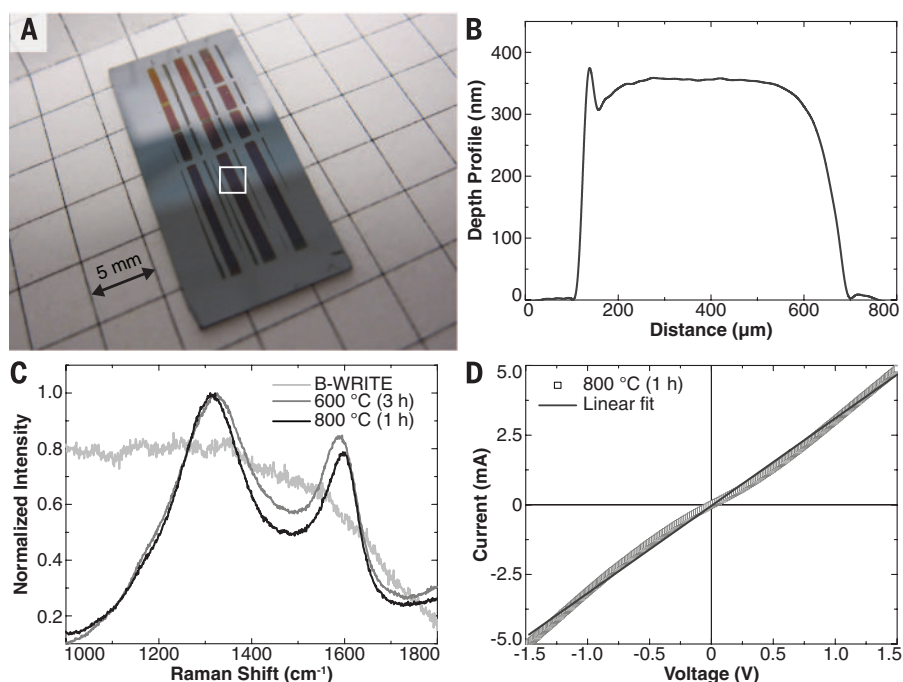 A
5 mm
B
Depth Profile (nm)
400
300
200
100
0
0 200 400 600 800
Distance (µm)
C
B-WRITE
600 °C (3 h)
800 °C (1 h)
Normalized Intensity
1.0
0.8
0.6
0.4
0.2
1000 1200 1400 1600 1800
Raman Shift (cm⁻¹)
D
800 °C (1 h)
Linear fit
Current (mA)
5.0
2.5
0
-2.5
-5.0
-1.5 -1.0 -0.5 0 0.5 1.0 1.5
Voltage (V)